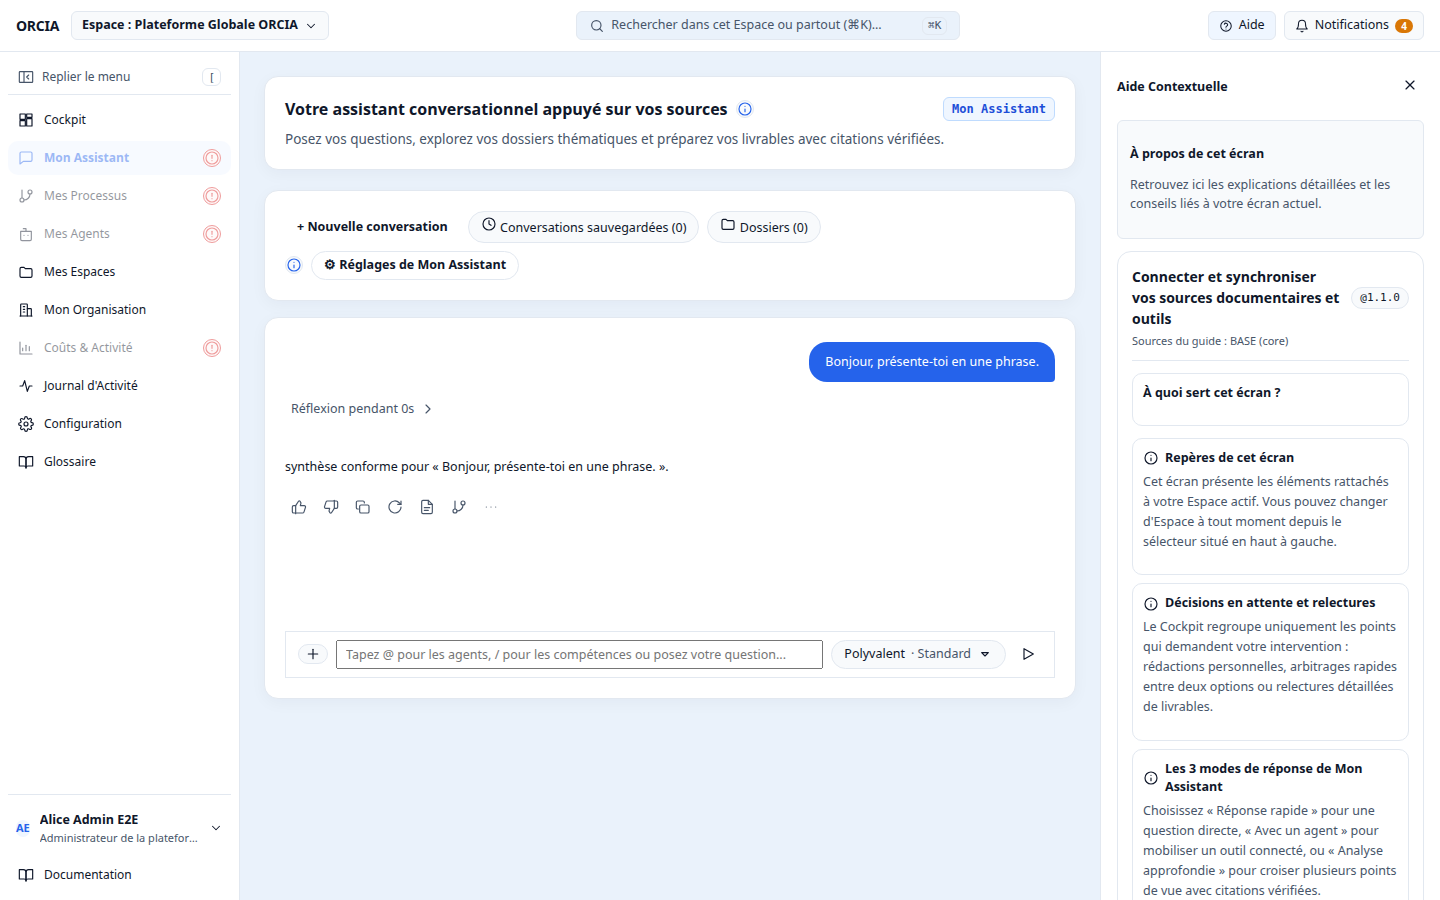 ORCIA
Espace : Plateforme Globale ORCIA
Rechercher dans cet Espace ou partout (⌘K)...
⌘K
Aide
Notifications 4
Replier le menu [
Cockpit
Mon Assistant
Mes Processus
Mes Agents
Mes Espaces
Mon Organisation
Coûts & Activité
Journal d'Activité
Configuration
Glossaire
AE
Alice Admin E2E
Administrateur de la platefor...
Documentation
Votre assistant conversationnel appuyé sur vos sources
Mon Assistant
Posez vos questions, explorez vos dossiers thématiques et préparez vos livrables avec citations vérifiées.
+ Nouvelle conversation
Conversations sauvegardées (0)
Dossiers (0)
⚙ Réglages de Mon Assistant
Bonjour, présente-toi en une phrase.
Réflexion pendant 0s
synthèse conforme pour « Bonjour, présente-toi en une phrase. ».
Tapez @ pour les agents, / pour les compétences ou posez votre question...
Polyvalent · Standard
Aide Contextuelle
À propos de cet écran
Retrouvez ici les explications détaillées et les
conseils liés à votre écran actuel.
Connecter et synchroniser
vos sources documentaires et
outils
@1.1.0
Sources du guide : BASE (core)
À quoi sert cet écran ?
Repères de cet écran
Cet écran présente les éléments rattachés
à votre Espace actif. Vous pouvez changer
d'Espace à tout moment depuis le
sélecteur situé en haut à gauche.
Décisions en attente et relectures
Le Cockpit regroupe uniquement les points
qui demandent votre intervention :
rédactions personnelles, arbitrages rapides
entre deux options ou relectures détaillées
de livrables.
Les 3 modes de réponse de Mon
Assistant
Choisissez « Réponse rapide » pour une
question directe, « Avec un agent » pour
mobiliser un outil connecté, ou « Analyse
approfondie » pour croiser plusieurs points
de vue avec citations vérifiées.